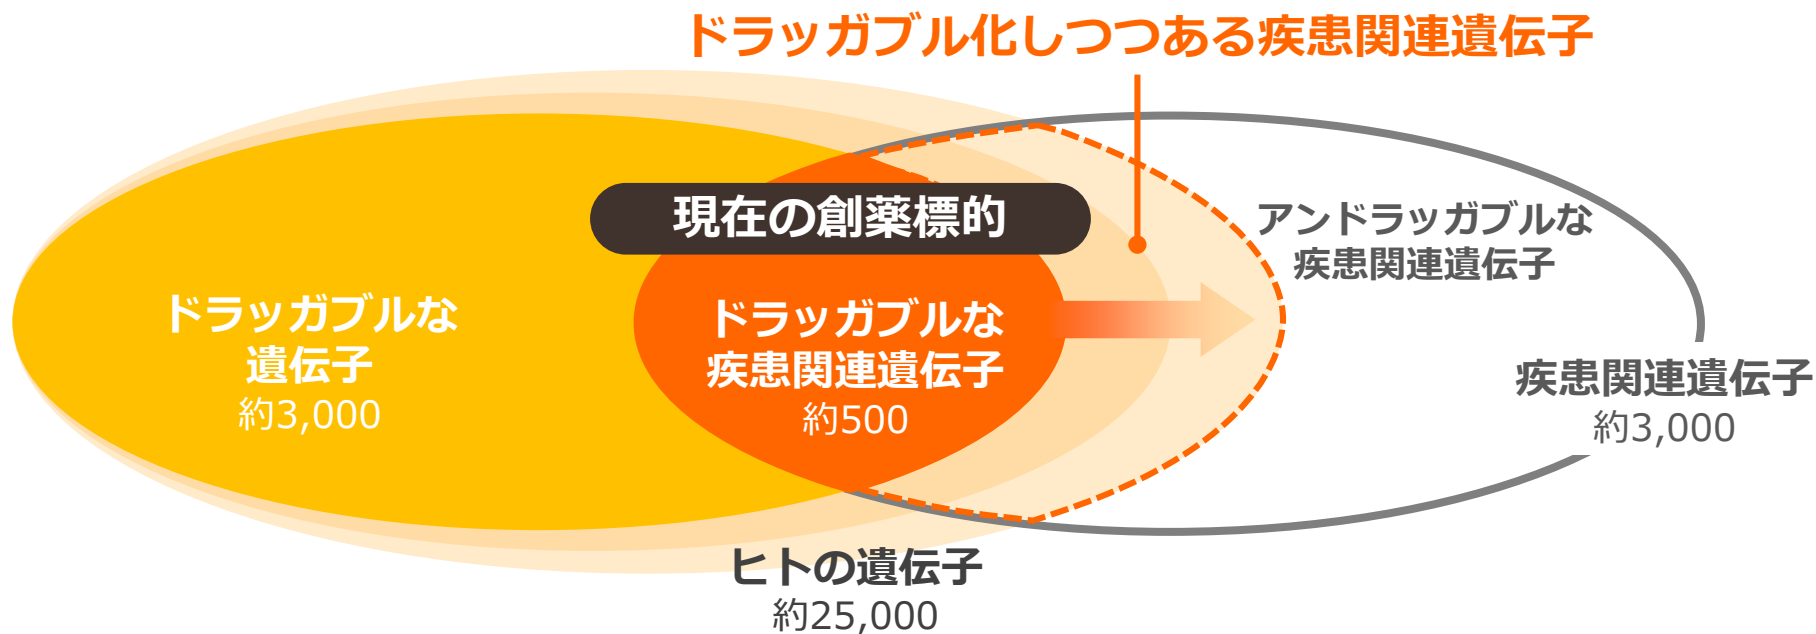 ドラッガブル化しつつある疾患関連遺伝子
現在の創薬標的
アンドラッガブルな
疾患関連遺伝子
ドラッガブルな
遺伝子
約3,000
ドラッガブルな
疾患関連遺伝子
約500
疾患関連遺伝子
約3,000
ヒトの遺伝子
約25,000